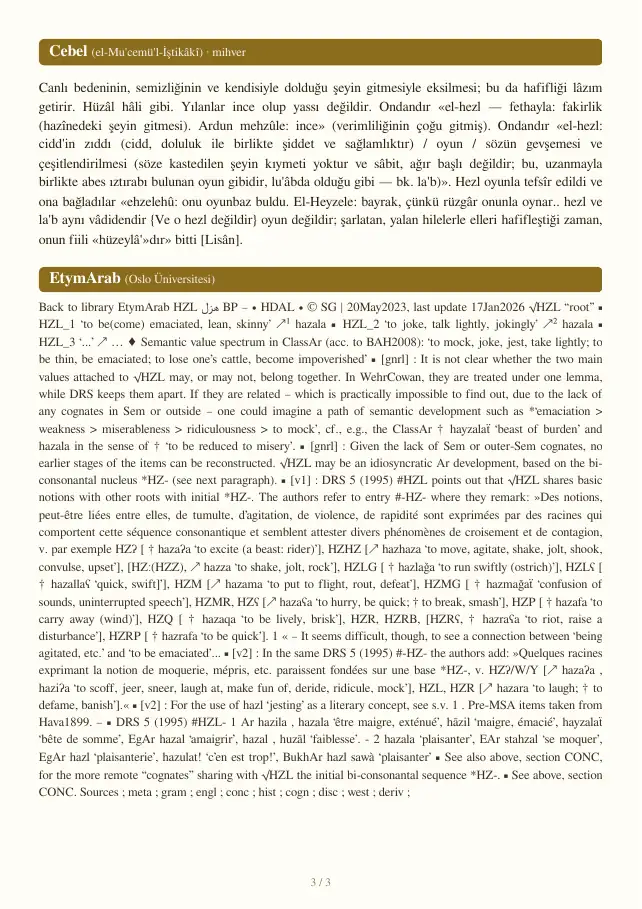 Cebel (el-Mu'cemü'l-İştikâkî) · mihver
Canlı bedeninin, semizliğinin ve kendisiyle dolduğu şeyin gitmesiyle eksilmesi; bu da hafifliği lâzım
getirir. Hüzâl hâli gibi. Yılanlar ince olup yassı değildir. Ondandır «el-hezl — fethayla: fakirlik
(hazînedeki şeyin gitmesi). Ardun mehzûle: ince» (verimliliğinin çoğu gitmiş). Ondandır «el-hezl:
cidd'in zıddı (cidd, doluluk ile birlikte şiddet ve sağlamlıktır) / oyun / sözün gevşemesi ve
çeşitlendirilmesi (söze kastedilen şeyin kıymeti yoktur ve sâbit, ağır başlı değildir; bu, uzanmayla
birlikte abes ıztırabı bulunan oyun gibidir, lu'âbda olduğu gibi — bk. la'b)». Hezl oyunla tefsîr edildi ve
ona bağladılar «ehzelehû: onu oyunbaz buldu. El-Heyzele: bayrak, çünkü rüzgâr onunla oynar.. hezl ve
la'b aynı vâdidendir {Ve o hezl değildir} oyun değildir; şarlatan, yalan hilelerle elleri hafifleştiği zaman,
onun fiili «hüzeylâ'»dır» bitti [Lisân].
EtymArab (Oslo Üniversitesi)
Back to library EtymArab HZL هزل BP – • HDAL • © SG | 20May2023, last update 17Jan2026 √HZL “root” ▪
HZL_1 ‘to be(come) emaciated, lean, skinny’ ↗¹ hazala ▪ HZL_2 ‘to joke, talk lightly, jokingly’ ↗² hazala ▪
HZL_3 ‘...’ ↗ … ♦ Semantic value spectrum in ClassAr (acc. to BAH2008): ‘to mock, joke, jest, take lightly; to
be thin, be emaciated; to lose one’s cattle, become impoverished’ ▪ [gnrl] : It is not clear whether the two main
values attached to √HZL may, or may not, belong together. In WehrCowan, they are treated under one lemma,
while DRS keeps them apart. If they are related – which is practically impossible to find out, due to the lack of
any cognates in Sem or outside – one could imagine a path of semantic development such as *‘emaciation >
weakness > miserableness > ridiculousness > to mock’, cf., e.g., the ClassAr † hayzalaẗ ‘beast of burden’ and
hazala in the sense of † ‘to be reduced to misery’. ▪ [gnrl] : Given the lack of Sem or outer-Sem cognates, no
earlier stages of the items can be reconstructed. √HZL may be an idiosyncratic Ar development, based on the bi-
consonantal nucleus *HZ- (see next paragraph). ▪ [v1] : DRS 5 (1995) #HZL points out that √HZL shares basic
notions with other roots with initial *HZ-. The authors refer to entry #-HZ- where they remark: »Des notions,
peut-être liées entre elles, de tumulte, d’agitation, de violence, de rapidité sont exprimées par des racines qui
comportent cette séquence consonantique et semblent attester divers phénomènes de croisement et de contagion,
v. par exemple HZʔ [ † hazaʔa ‘to excite (a beast: rider)’], HZHZ [↗ hazhaza ‘to move, agitate, shake, jolt, shook,
convulse, upset’], [HZ:(HZZ), ↗ hazza ‘to shake, jolt, rock’], HZLG [ † hazlaǧa ‘to run swiftly (ostrich)’], HZLʕ [
† hazallaʕ ‘quick, swift]’], HZM [↗ hazama ‘to put to flight, rout, defeat’], HZMG [ † hazmaǧaẗ ‘confusion of
sounds, uninterrupted speech’], HZMR, HZʕ [↗ hazaʕa ‘to hurry, be quick; † to break, smash’], HZP [ † hazafa ‘to
carry away (wind)’], HZQ [ † hazaqa ‘to be lively, brisk’], HZR, HZRB, [HZRʕ, † hazraʕa ‘to riot, raise a
disturbance’], HZRP [ † hazrafa ‘to be quick’]. 1 « – It seems difficult, though, to see a connection between ‘being
agitated, etc.’ and ‘to be emaciated’... ▪ [v2] : In the same DRS 5 (1995) #-HZ- the authors add: »Quelques racines
exprimant la notion de moquerie, mépris, etc. paraissent fondées sur une base *HZ-, v. HZʔ/W/Y [↗ hazaʔa ,
haziʔa ‘to scoff, jeer, sneer, laugh at, make fun of, deride, ridicule, mock’], HZL, HZR [↗ hazara ‘to laugh; † to
defame, banish’].« ▪ [v2] : For the use of hazl ‘jesting’ as a literary concept, see s.v. 1 . Pre-MSA items taken from
Hava1899. – ▪ DRS 5 (1995) #HZL- 1 Ar hazila , hazala ‘être maigre, exténué’, hāzil ‘maigre, émacié’, hayzalaẗ
‘bête de somme’, EgAr hazal ‘amaigrir’, hazal , huzāl ‘faiblesse’. - 2 hazala ‘plaisanter’, EAr stahzal ‘se moquer’,
EgAr hazl ‘plaisanterie’, hazulat! ‘c’en est trop!’, BukhAr hazl sawà ‘plaisanter’ ▪ See also above, section CONC,
for the more remote “cognates” sharing with √HZL the initial bi-consonantal sequence *HZ-. ▪ See above, section
CONC. Sources ; meta ; gram ; engl ; conc ; hist ; cogn ; disc ; west ; deriv ;
3 / 3